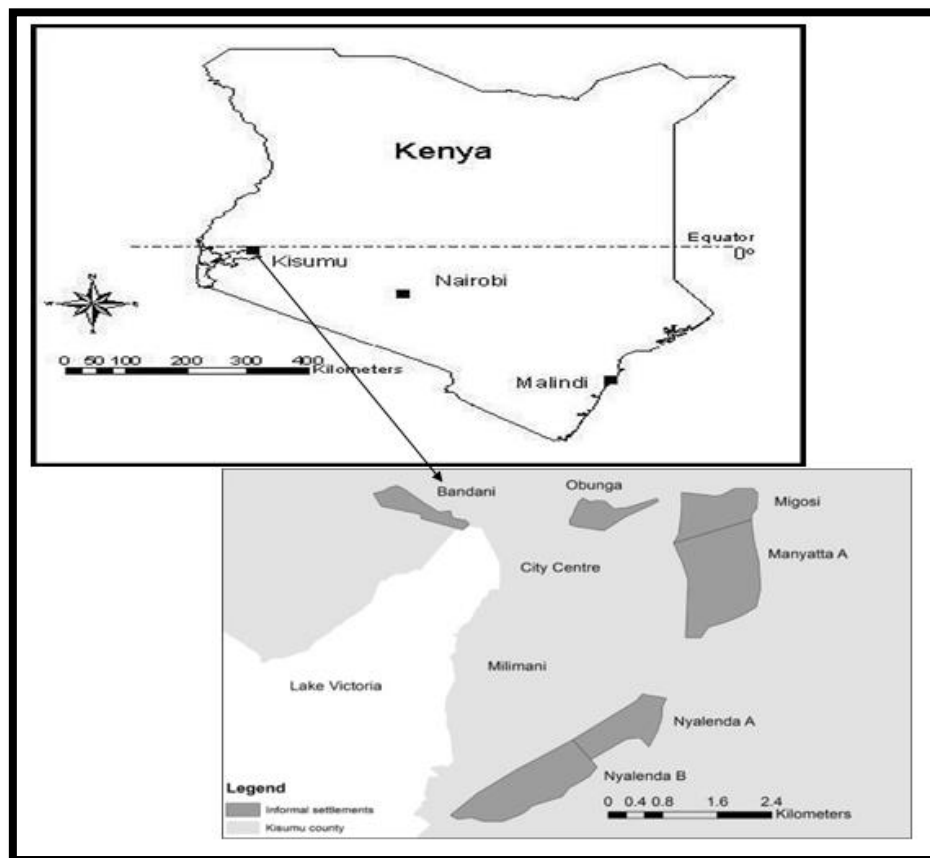 Kenya
Equator
0º
Kisumu
Nairobi
N
W
E
S
0 50 100 200 300 400
Kilometers
Malindi
Bandani
Obunga
Migosi
Manyatta A
City Centre
Milimani
Lake Victoria
Nyalenda A
Nyalenda B
Legend
Informal settlements
Kisumu county
0 0.4 0.8 1.6 2.4
Kilometers